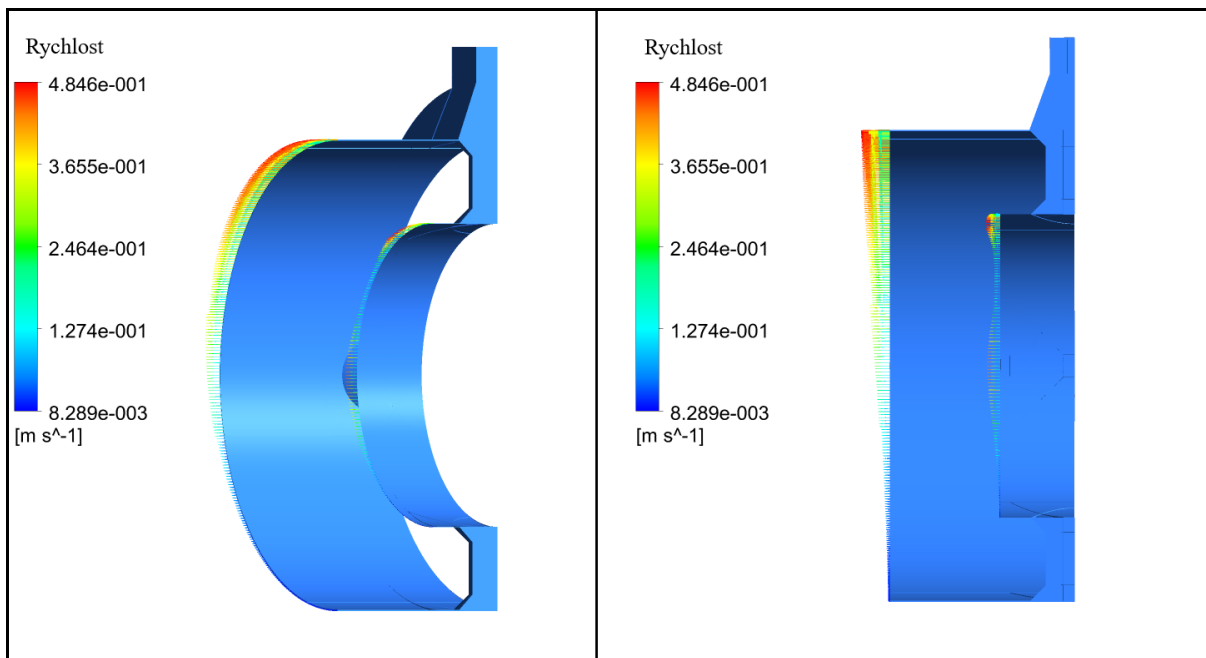 Rychlost
4.846e-001
3.655e-001
2.464e-001
1.274e-001
8.289e-003
[m s^-1]
Rychlost
4.846e-001
3.655e-001
2.464e-001
1.274e-001
8.289e-003
[m s^-1]